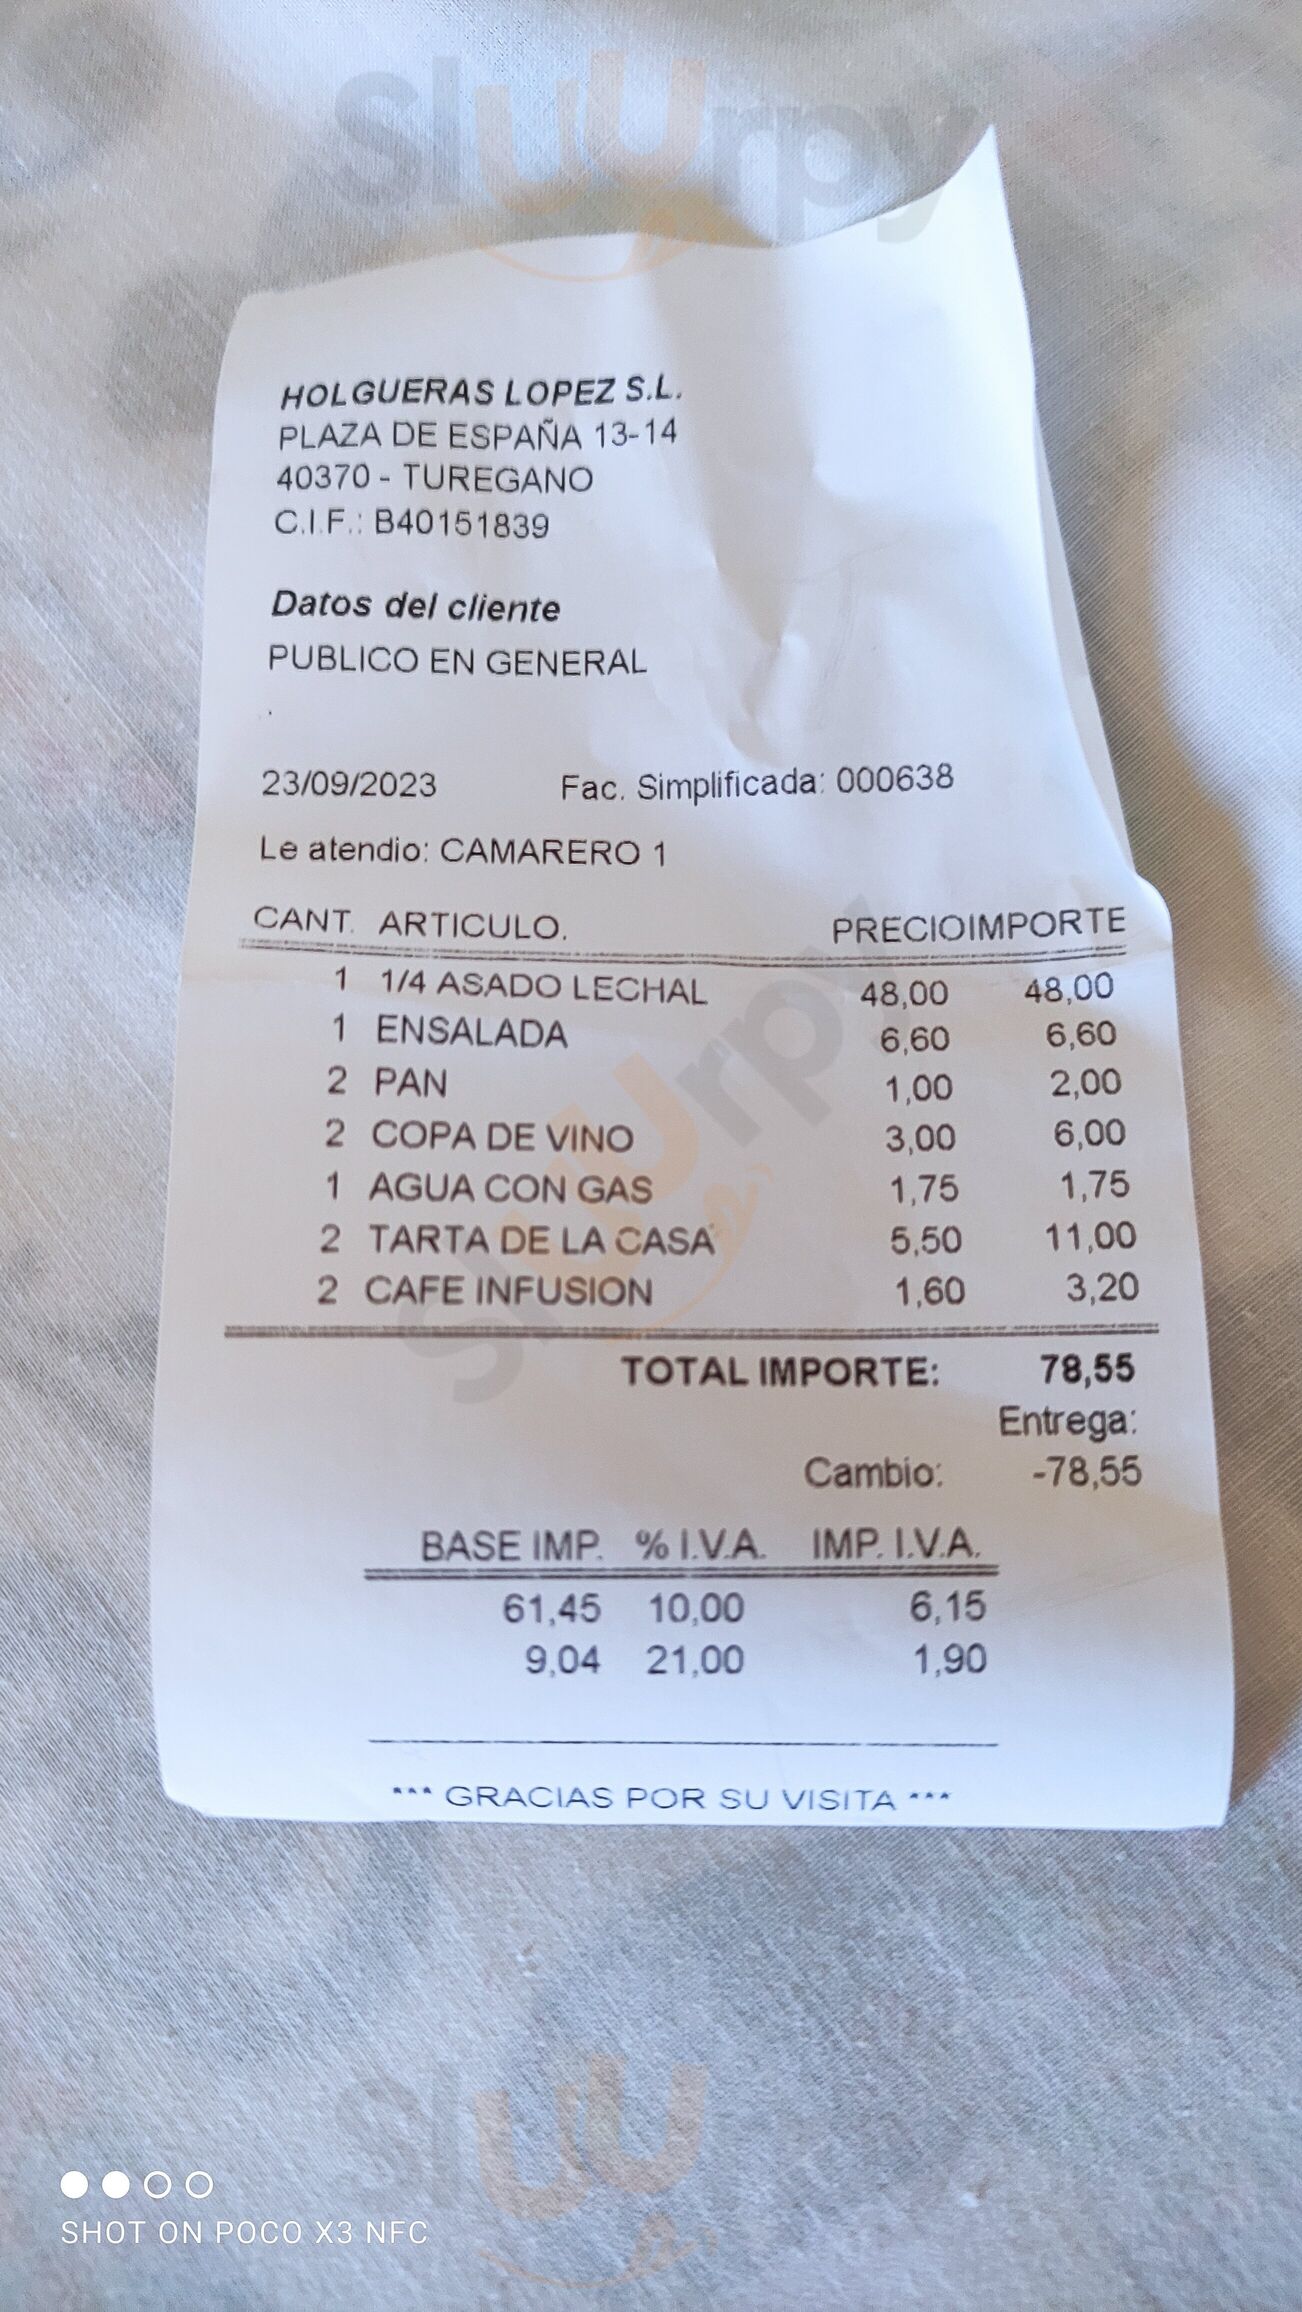 sluurpy
HOLGUERAS LOPEZ S.L.
PLAZA DE ESPAÑA 13-14
40370 - TUREGANO
C.I.F.: B40151839
Datos del cliente
PUBLICO EN GENERAL
.
23/09/2023 Fac. Simplificada: 000638
Le atendio: CAMARERO 1
CANT. ARTICULO. PRECIOIMPORTE
1 1/4 ASADO LECHAL 48,00 48,00
1 ENSALADA 6,60 6,60
2 PAN 1,00 2,00
2 COPA DE VINO 3,00 6,00
1 AGUA CON GAS 1,75 1,75
2 TARTA DE LA CASA 5,50 11,00
2 CAFE INFUSION 1,60 3,20
sluurpy
TOTAL IMPORTE: 78,55
Entrega:
Cambio: -78,55
BASE IMP. % I.V.A. IMP. I.V.A.
61,45 10,00 6,15
9,04 21,00 1,90
*** GRACIAS POR SU VISITA ***
sluurpy
SHOT ON POCO X3 NFC